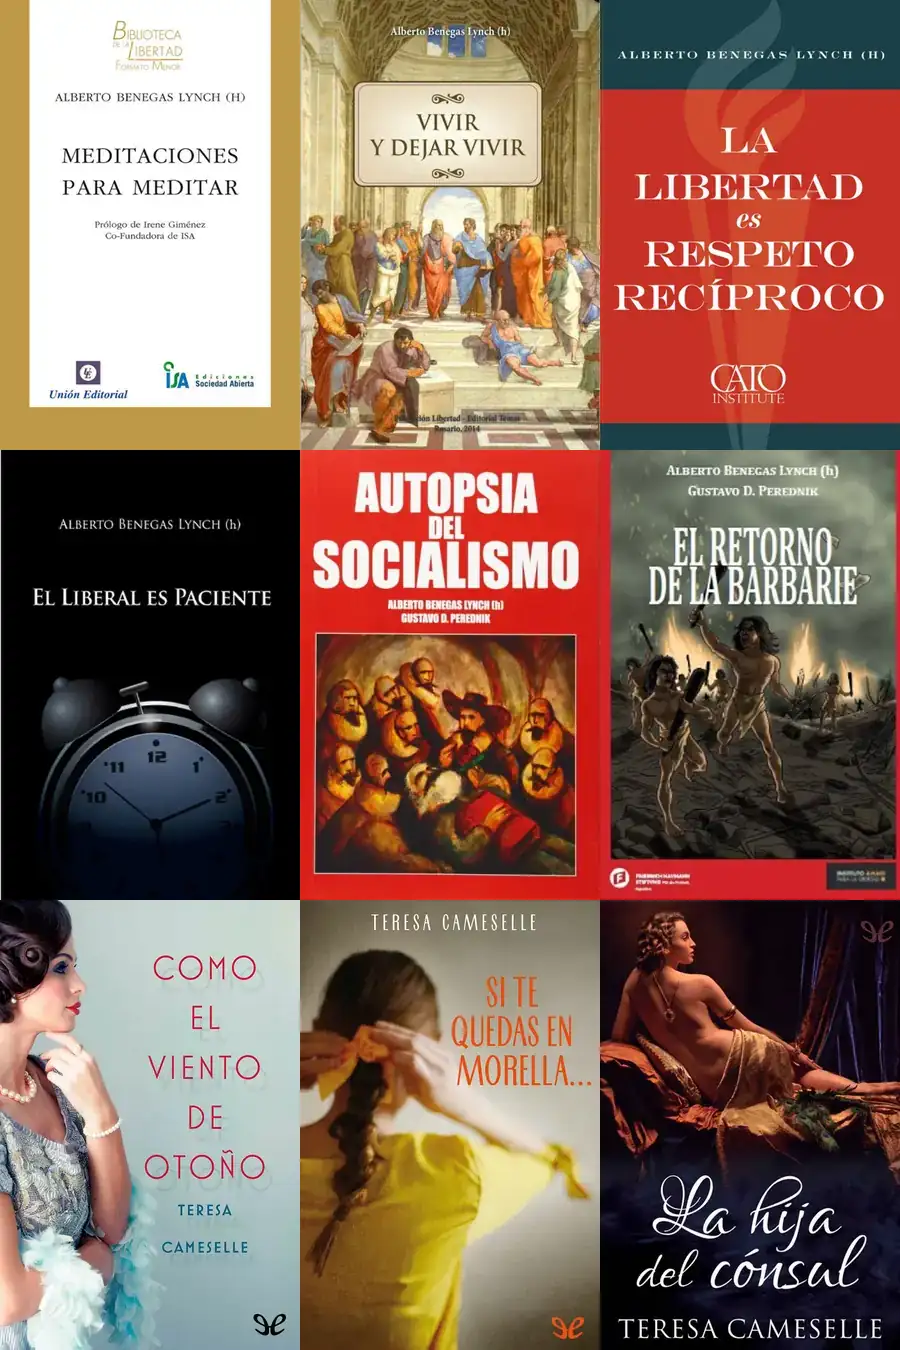 BIBLIOTECA
DE LA
LIBERTAD
FORMATO MENOR
ALBERTO BENEGAS LYNCH (H)
MEDITACIONES
PARA MEDITAR
Prólogo de Irene Giménez
Co-Fundadora de ISA
Unión Editorial
ISA
Ediciones
Sociedad Abierta
Alberto Benegas Lynch (h)
VIVIR
Y DEJAR VIVIR
Fundación Libertad - Editorial Temas
Rosario, 2014
ALBERTO BENEGAS LYNCH (H)
LA
LIBERTAD
es
RESPETO
RECÍPROCO
CATO
INSTITUTE
ALBERTO BENEGAS LYNCH (h)
EL LIBERAL ES PACIENTE
11 12 1
10 2
AUTOPSIA
DEL
SOCIALISMO
ALBERTO BENEGAS LYNCH (h)
GUSTAVO D. PEREDNIK
ALBERTO BENEGAS LYNCH (h)
GUSTAVO D. PEREDNIK
EL RETORNO
DE LA BARBARIE
F
COMO
EL
VIENTO
DE
OTOÑO
TERESA
CAMESELLE
TERESA CAMESELLE
SI TE
QUEDAS EN
MORELLA...
La hija
del cónsul
TERESA CAMESELLE